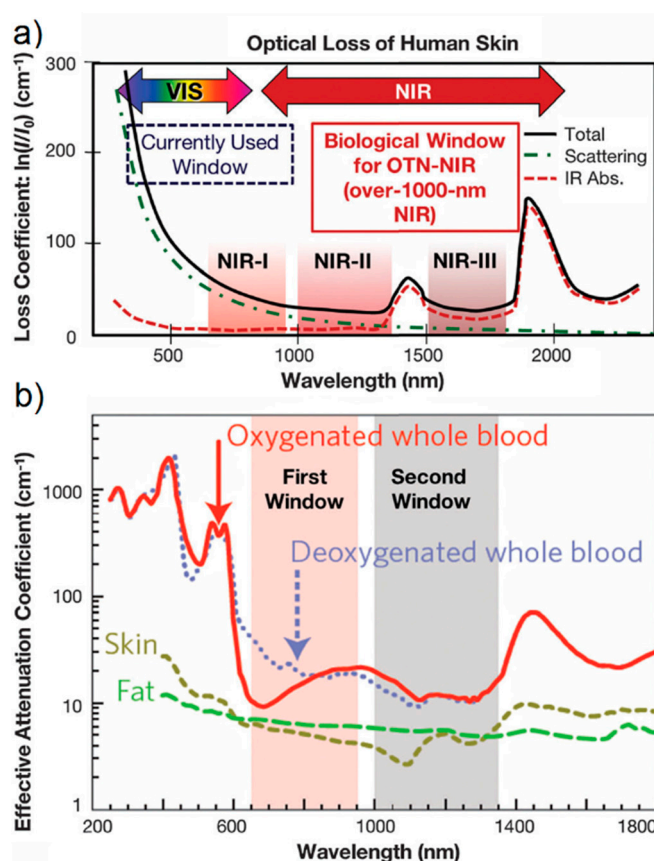 a)
Optical Loss of Human Skin
300
200
100
0
Loss Coefficient: ln(I/I₀) (cm⁻¹)
VIS
NIR
Currently Used
Window
Biological Window
for OTN-NIR
(over-1000-nm
NIR)
Total
Scattering
IR Abs.
NIR-I
NIR-II
NIR-III
500
1000
1500
2000
Wavelength (nm)
b)
Effective Attenuation Coefficient (cm⁻¹)
1000
100
10
1
Oxygenated whole blood
First
Window
Second
Window
Deoxygenated whole blood
Skin
Fat
200
600
1000
1400
1800
Wavelength (nm)